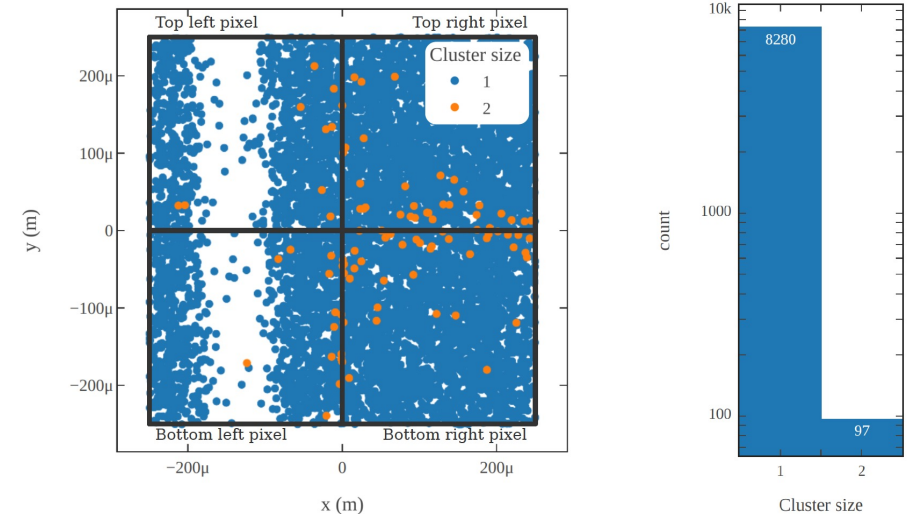 Top left pixel
Top right pixel
Cluster size
1
2
200μ
100μ
0
−100μ
−200μ
y (m)
Bottom left pixel
Bottom right pixel
−200μ
0
200μ
x (m)
10k
1000
100
count
8280
97
1
2
Cluster size